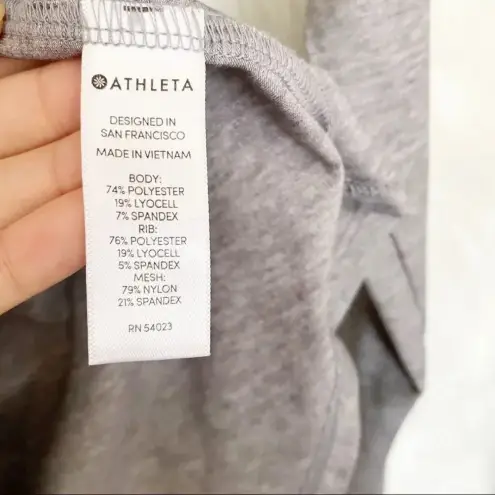 ATHLETA
DESIGNED IN
SAN FRANCISCO
MADE IN VIETNAM
BODY:
74% POLYESTER
19% LYOCELL
7% SPANDEX
RIB:
76% POLYESTER
19% LYOCELL
5% SPANDEX
MESH:
79% NYLON
21% SPANDEX
RN 54023